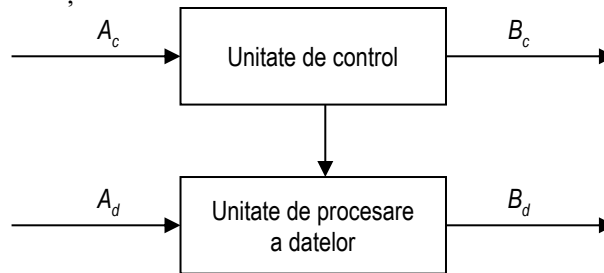 A_c
Unitate de control
B_c
A_d
Unitate de procesare
a datelor
B_d